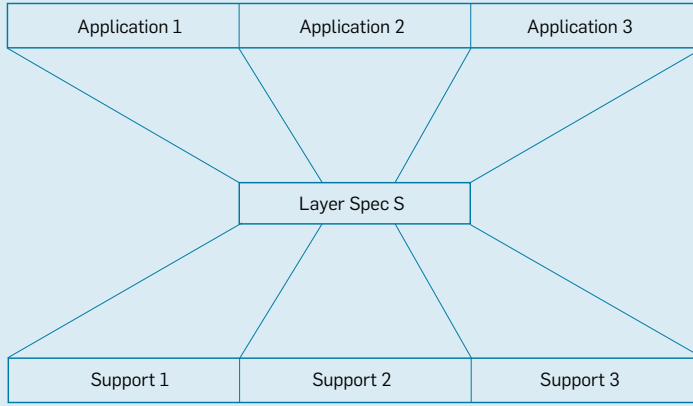 Application 1 Application 2 Application 3
Layer Spec S
Support 1 Support 2 Support 3